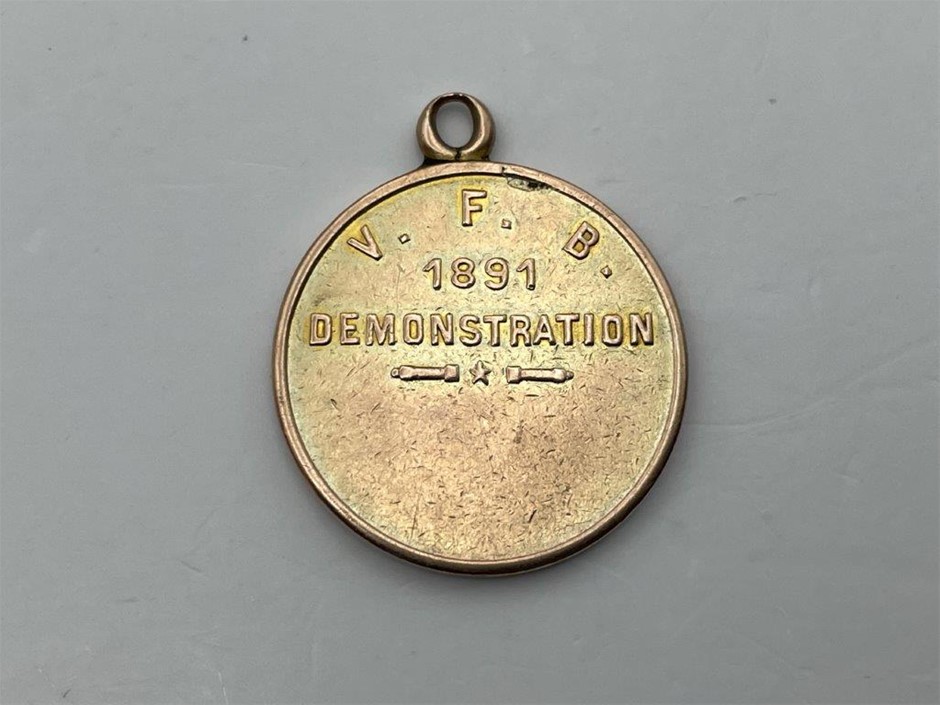 V. F. B.
1891
DEMONSTRATION